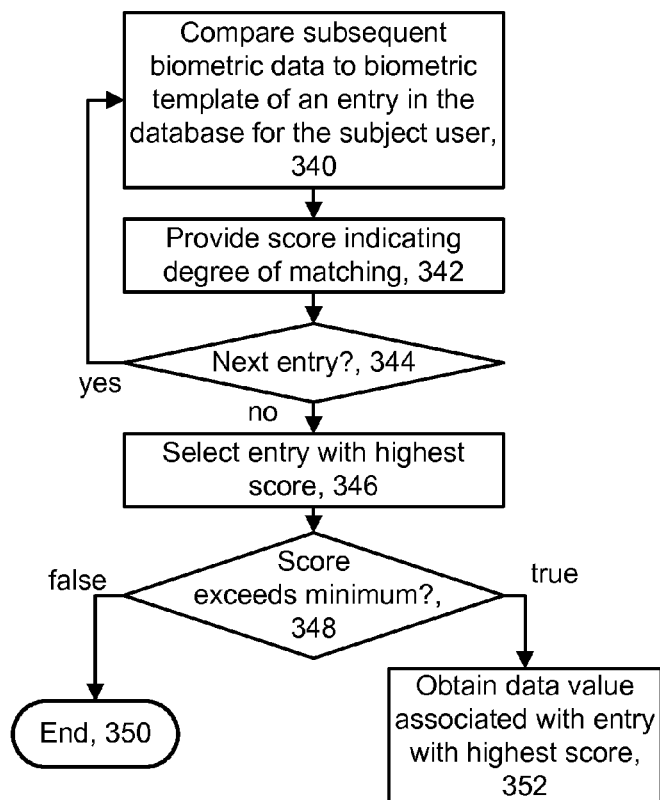 Compare subsequent
biometric data to biometric
template of an entry in the
database for the subject user,
340
Provide score indicating
degree of matching, 342
Next entry?, 344
yes
no
Select entry with highest
score, 346
Score
exceeds minimum?,
348
false
true
End, 350
Obtain data value
associated with entry
with highest score,
352